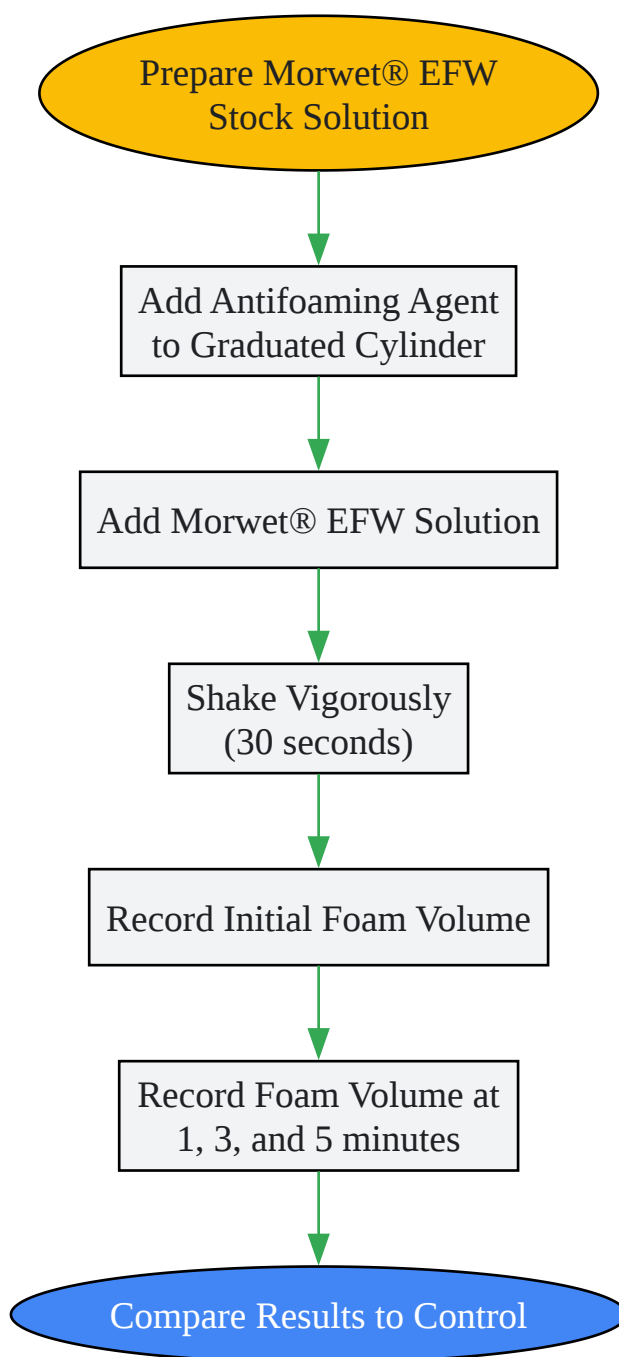 Prepare Morwet® EFW
Stock Solution
Add Antifoaming Agent
to Graduated Cylinder
Add Morwet® EFW Solution
Shake Vigorously
(30 seconds)
Record Initial Foam Volume
Record Foam Volume at
1, 3, and 5 minutes
Compare Results to Control